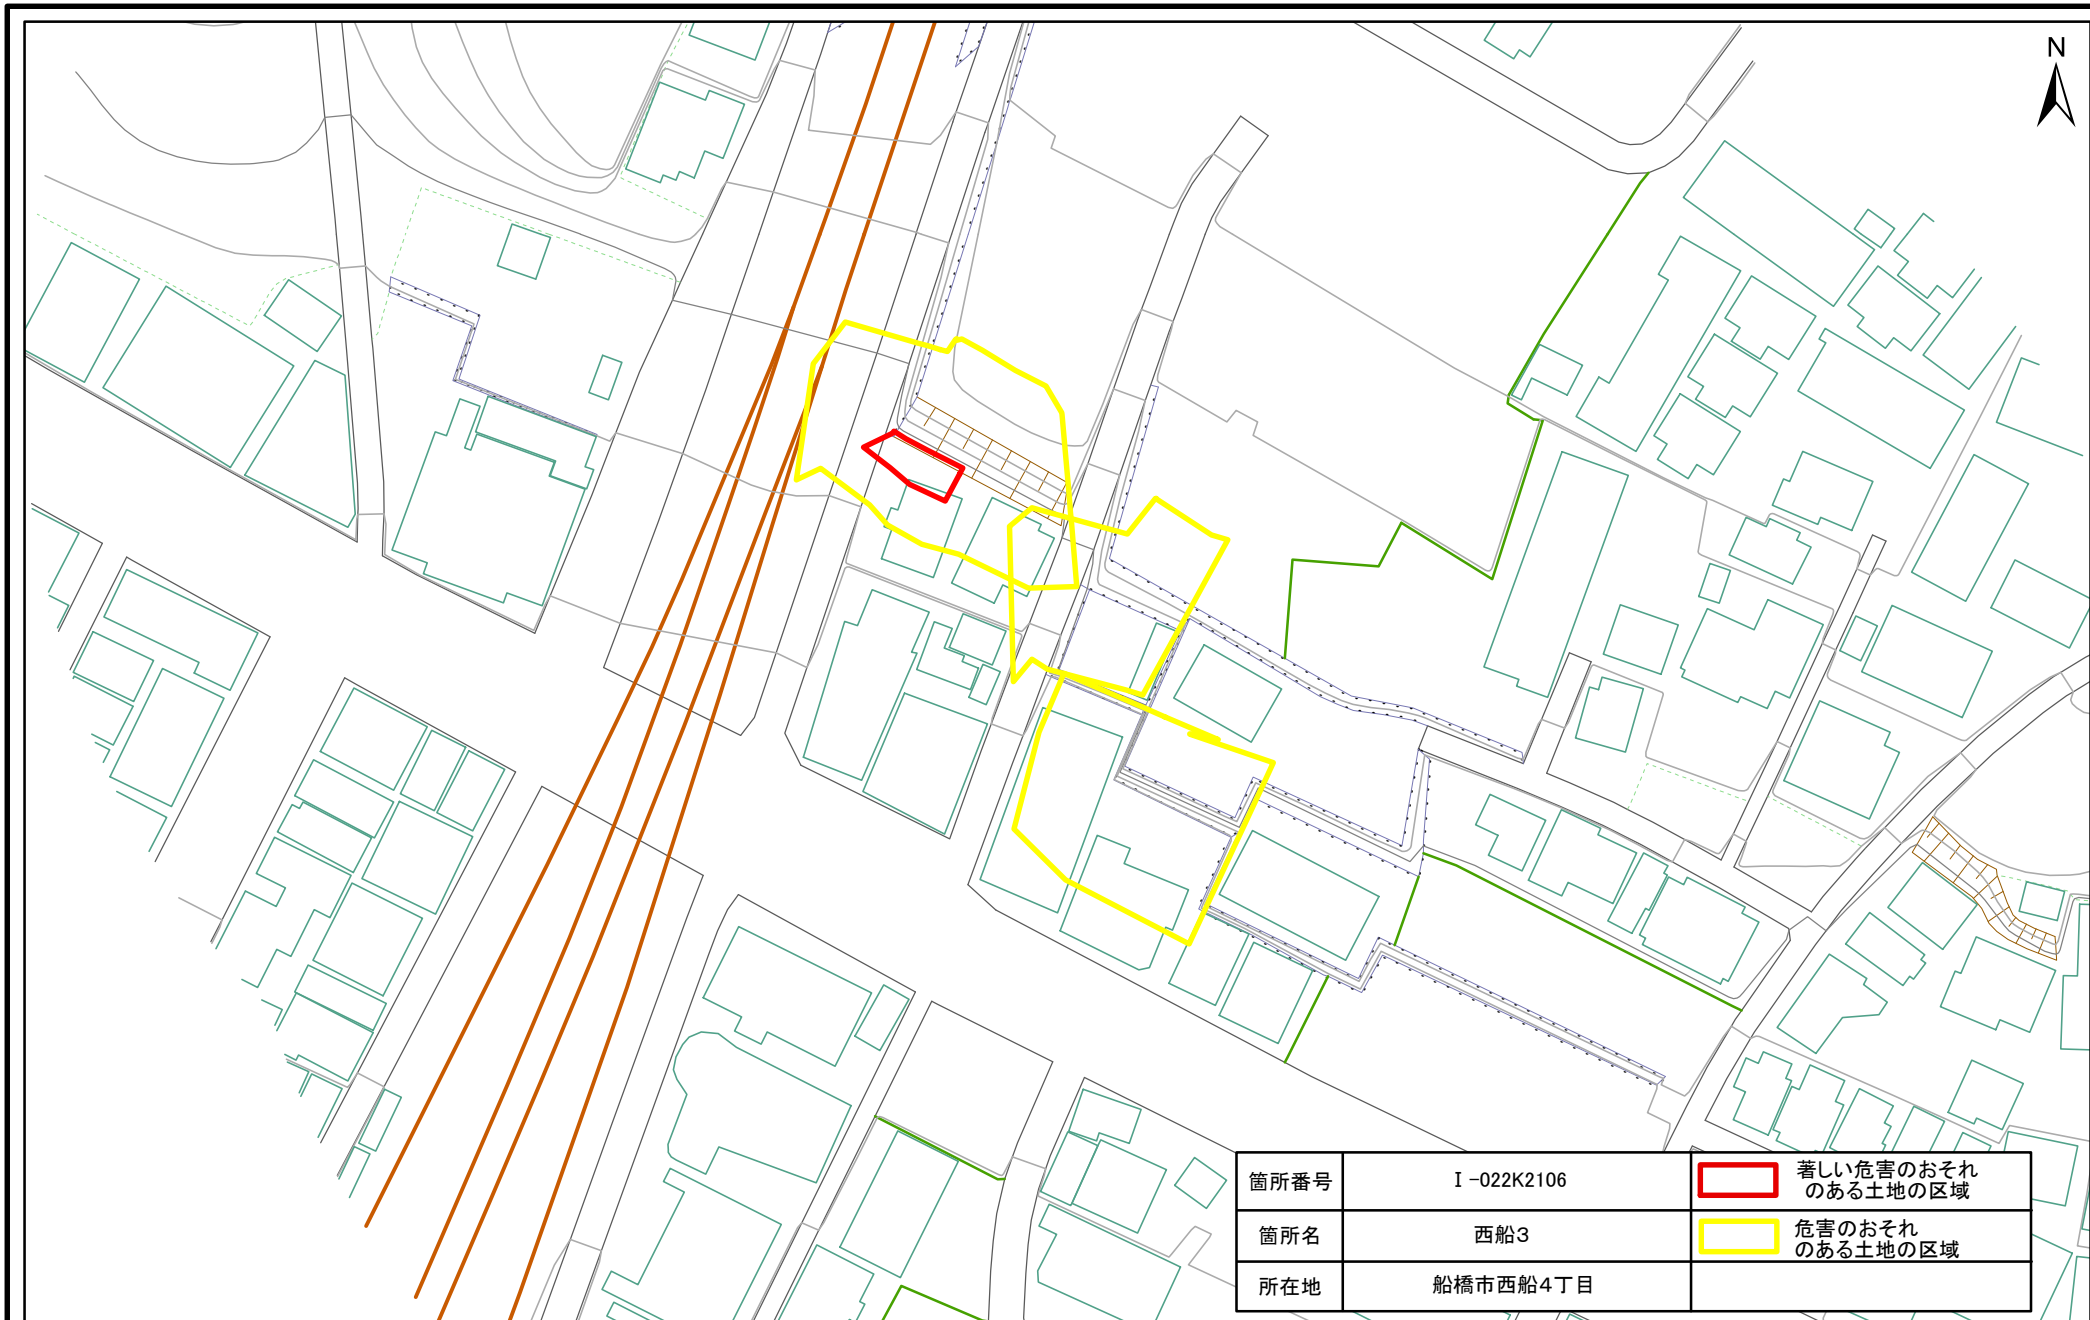 N
箇所番号
Ⅰ-022K2106
著しい危害のおそれ
のある土地の区域
箇所名
西船3
危害のおそれ
のある土地の区域
所在地
船橋市西船4丁目